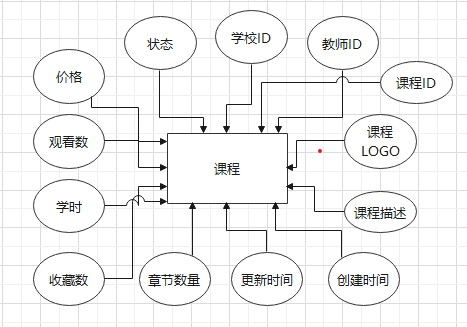 状态
学校ID
教师ID
价格
课程ID
观看数
课程
LOGO
课程
学时
课程描述
收藏数
章节数量
更新时间
创建时间